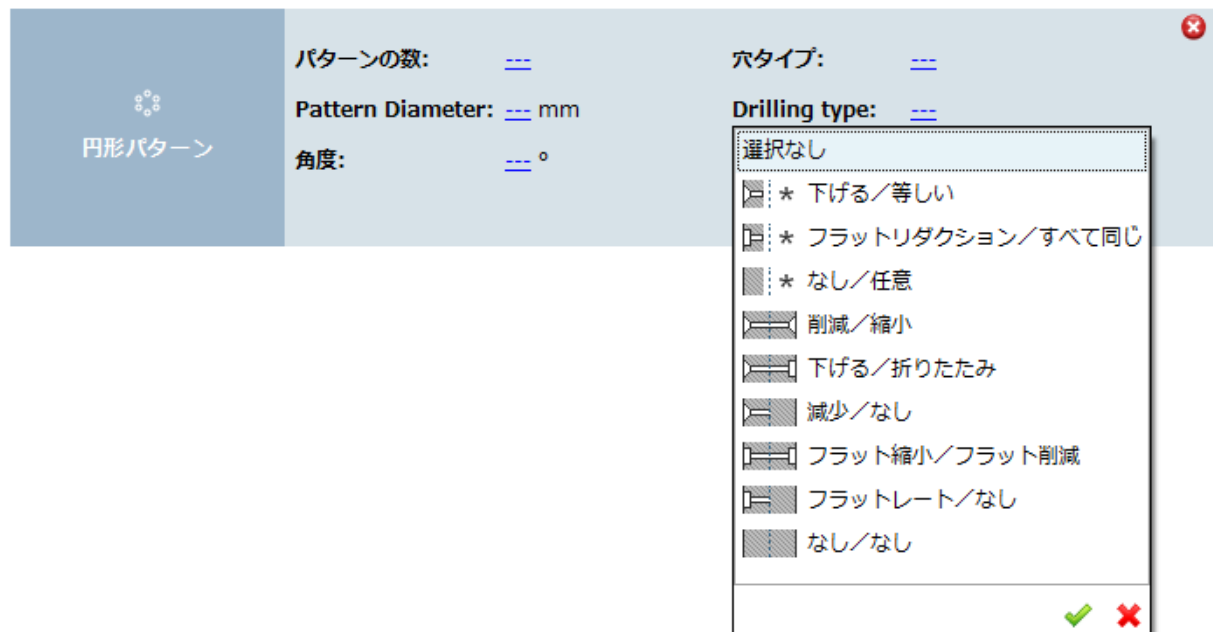 円形パターン
パターンの数: ---
Pattern Diameter: --- mm
角度: --- °
穴タイプ: ---
Drilling type: ---
選択なし
* 下げる／等しい
* フラットリダクション／すべて同じ
* なし／任意
削減／縮小
下げる／折りたたみ
減少／なし
フラット縮小／フラット削減
フラットレート／なし
なし／なし